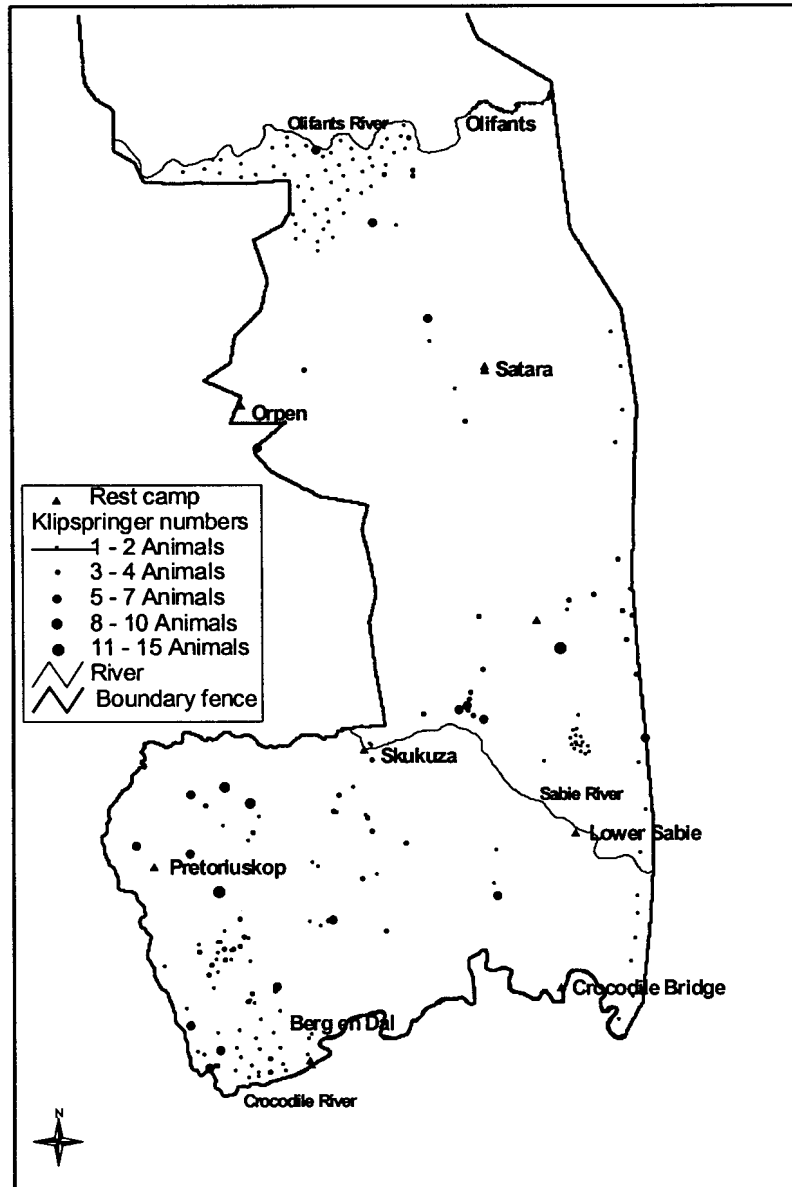 Olifants River
Olifants
Satara
Orpen
Rest camp
Klipspringer numbers
1 - 2 Animals
3 - 4 Animals
5 - 7 Animals
8 - 10 Animals
11 - 15 Animals
River
Boundary fence
Skukuza
Sabie River
Lower Sabie
Pretoriuskop
Crocodile Bridge
Berg en Dal
Crocodile River
N